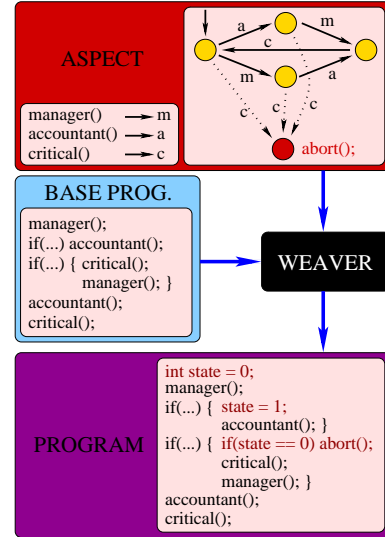 ASPECT
a
m
c
m
a
c
c
c
abort();
manager() m
accountant() a
critical() c
BASE PROG.
manager();
if(...) accountant();
if(...) { critical();
manager(); }
accountant();
critical();
WEAVER
PROGRAM
int state = 0;
manager();
if(...) { state = 1;
accountant(); }
if(...) { if(state == 0) abort();
critical();
manager(); }
accountant();
critical();